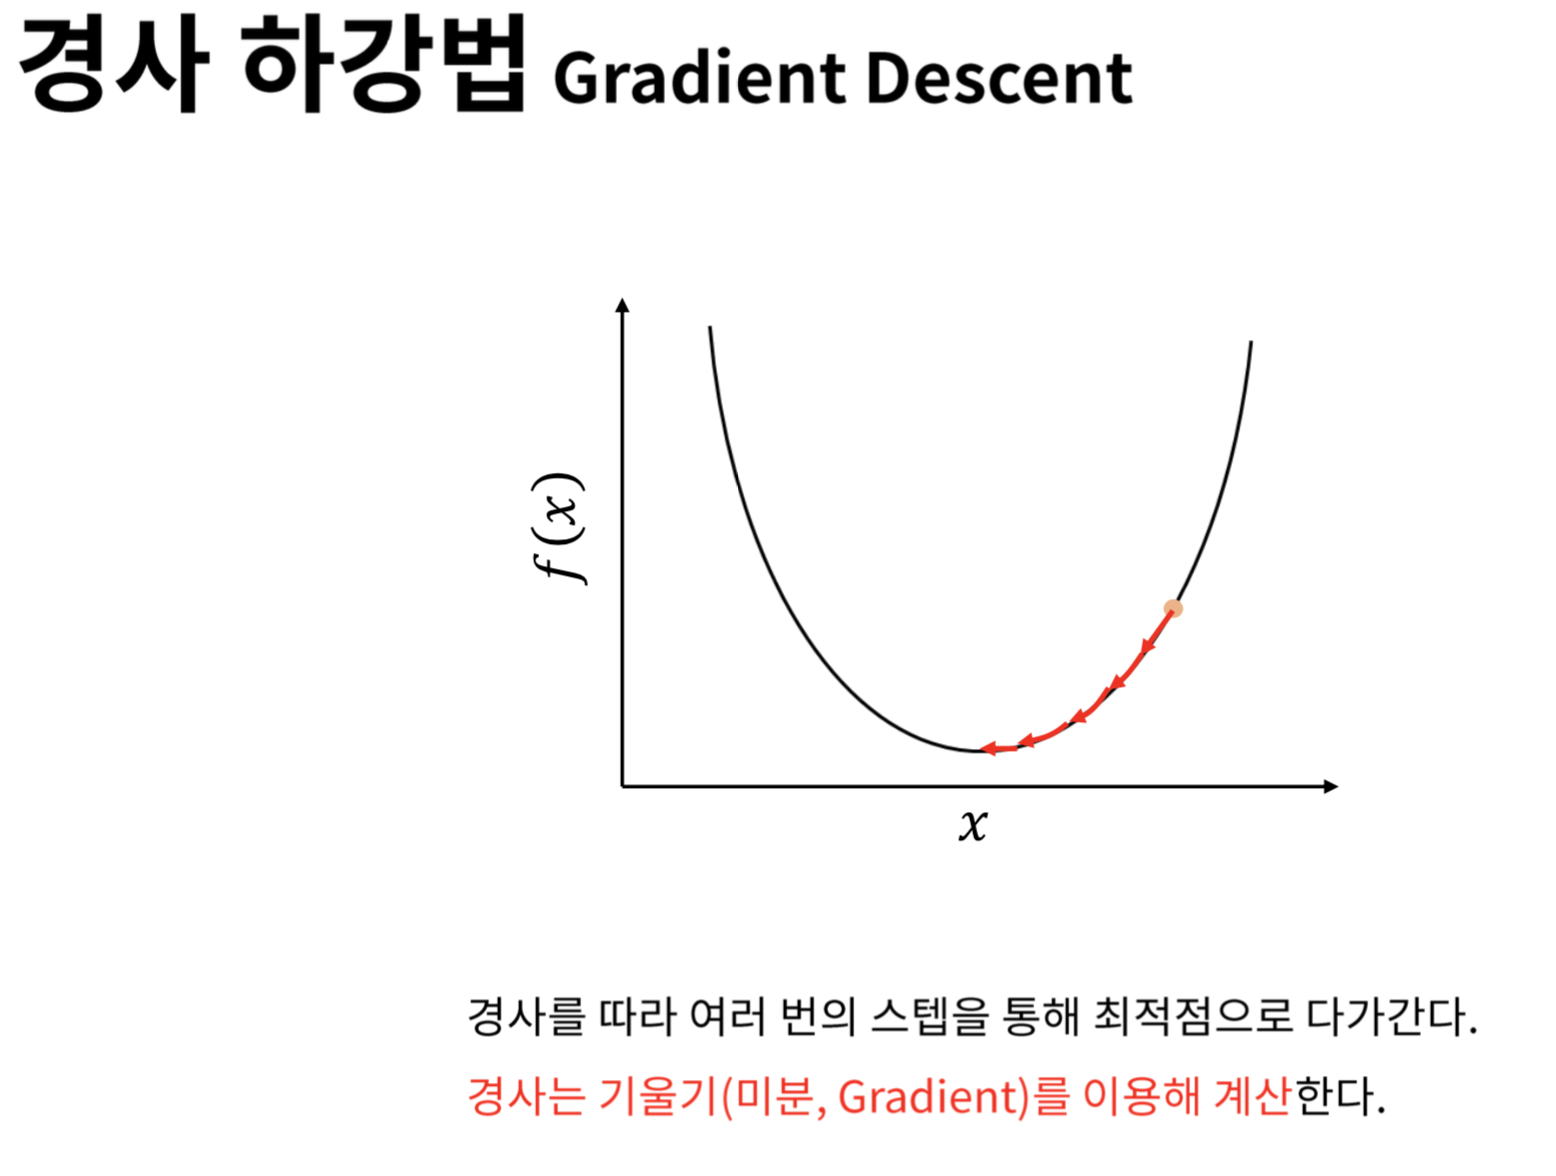 경사 하강법 Gradient Descent
f(x)
x
경사를 따라 여러 번의 스텝을 통해 최적점으로 다가간다.
경사는 기울기(미분, Gradient)를 이용해 계산한다.